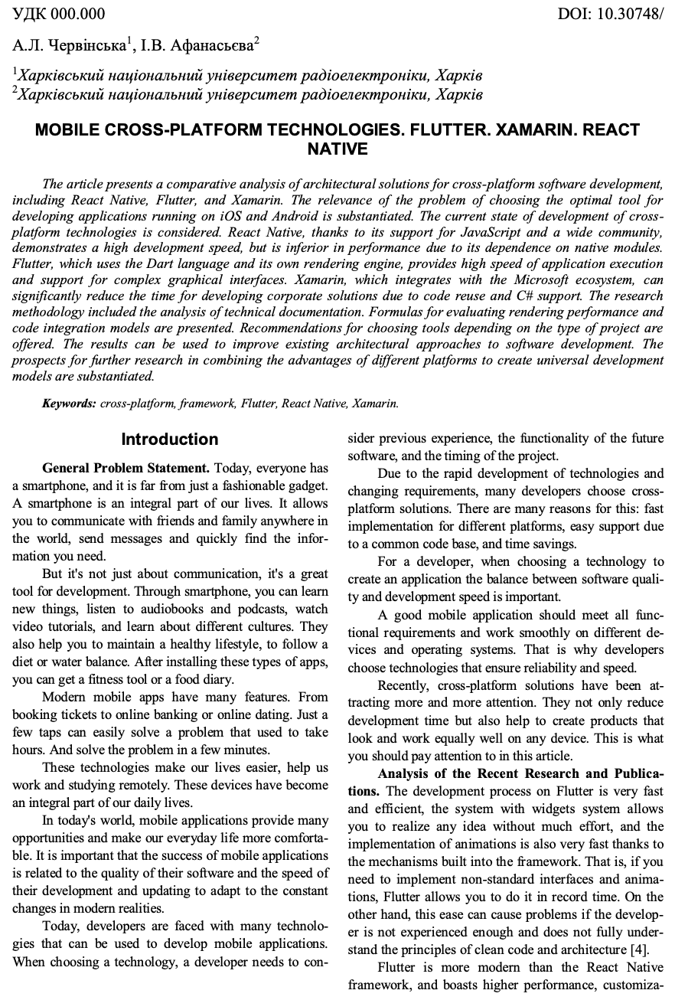 УДК 000.000
DOI: 10.30748/
А.Л. Червінська1, І.В. Афанасьєва2
1Харківський національний університет радіоелектроніки, Харків
2Харківський національний університет радіоелектроніки, Харків
MOBILE CROSS-PLATFORM TECHNOLOGIES. FLUTTER. XAMARIN. REACT
NATIVE
The article presents a comparative analysis of architectural solutions for cross-platform software development,
including React Native, Flutter, and Xamarin. The relevance of the problem of choosing the optimal tool for
developing applications running on iOS and Android is substantiated. The current state of development of cross-
platform technologies is considered. React Native, thanks to its support for JavaScript and a wide community,
demonstrates a high development speed, but is inferior in performance due to its dependence on native modules.
Flutter, which uses the Dart language and its own rendering engine, provides high speed of application execution
and support for complex graphical interfaces. Xamarin, which integrates with the Microsoft ecosystem, can
significantly reduce the time for developing corporate solutions due to code reuse and C# support. The research
methodology included the analysis of technical documentation. Formulas for evaluating rendering performance and
code integration models are presented. Recommendations for choosing tools depending on the type of project are
offered. The results can be used to improve existing architectural approaches to software development. The
prospects for further research in combining the advantages of different platforms to create universal development
models are substantiated.
Keywords: cross-platform, framework, Flutter, React Native, Xamarin.
Introduction
General Problem Statement. Today, everyone has
a smartphone, and it is far from just a fashionable gadget.
A smartphone is an integral part of our lives. It allows
you to communicate with friends and family anywhere in
the world, send messages and quickly find the infor-
mation you need.
But it's not just about communication, it's a great
tool for development. Through smartphone, you can learn
new things, listen to audiobooks and podcasts, watch
video tutorials, and learn about different cultures. They
also help you to maintain a healthy lifestyle, to follow a
diet or water balance. After installing these types of apps,
you can get a fitness tool or a food diary.
Modern mobile apps have many features. From
booking tickets to online banking or online dating. Just a
few taps can easily solve a problem that used to take
hours. And solve the problem in a few minutes.
These technologies make our lives easier, help us
work and studying remotely. These devices have become
an integral part of our daily lives.
In today's world, mobile applications provide many
opportunities and make our everyday life more comforta-
ble. It is important that the success of mobile applications
is related to the quality of their software and the speed of
their development and updating to adapt to the constant
changes in modern realities.
Today, developers are faced with many technolo-
gies that can be used to develop mobile applications.
When choosing a technology, a developer needs to con-
sider previous experience, the functionality of the future
software, and the timing of the project.
Due to the rapid development of technologies and
changing requirements, many developers choose cross-
platform solutions. There are many reasons for this: fast
implementation for different platforms, easy support due
to a common code base, and time savings.
For a developer, when choosing a technology to
create an application the balance between software quali-
ty and development speed is important.
A good mobile application should meet all func-
tional requirements and work smoothly on different de-
vices and operating systems. That is why developers
choose technologies that ensure reliability and speed.
Recently, cross-platform solutions have been at-
tracting more and more attention. They not only reduce
development time but also help to create products that
look and work equally well on any device. This is what
you should pay attention to in this article.
Analysis of the Recent Research and Publica-
tions. The development process on Flutter is very fast
and efficient, the system with widgets system allows
you to realize any idea without much effort, and the
implementation of animations is also very fast thanks to
the mechanisms built into the framework. That is, if you
need to implement non-standard interfaces and anima-
tions, Flutter allows you to do it in record time. On the
other hand, this ease can cause problems if the develop-
er is not experienced enough and does not fully under-
stand the principles of clean code and architecture [4].
Flutter is more modern than the React Native
framework, and boasts higher performance, customiza-